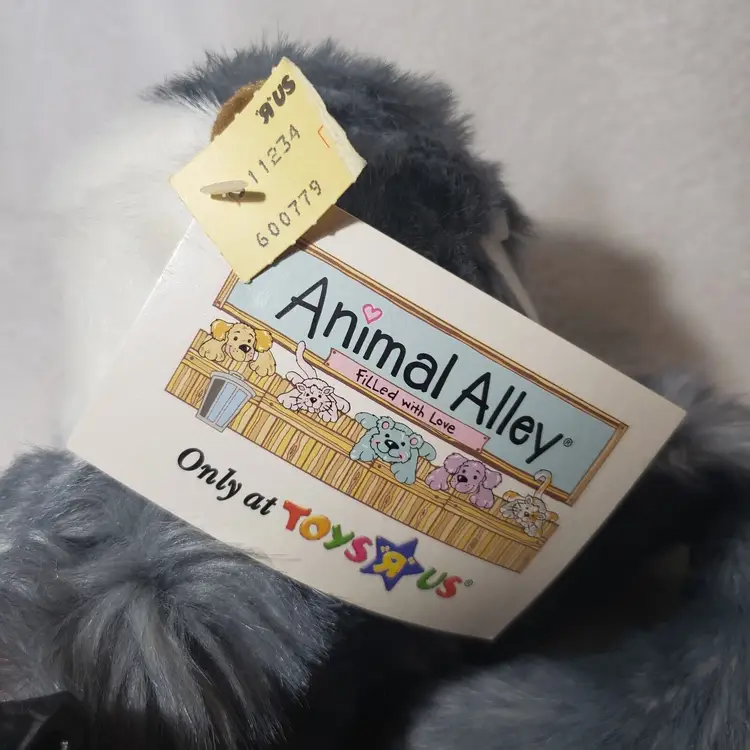 "R"US
11234
600779
Animal Alley®
Filled with Love
Only at TOYS"R"US®